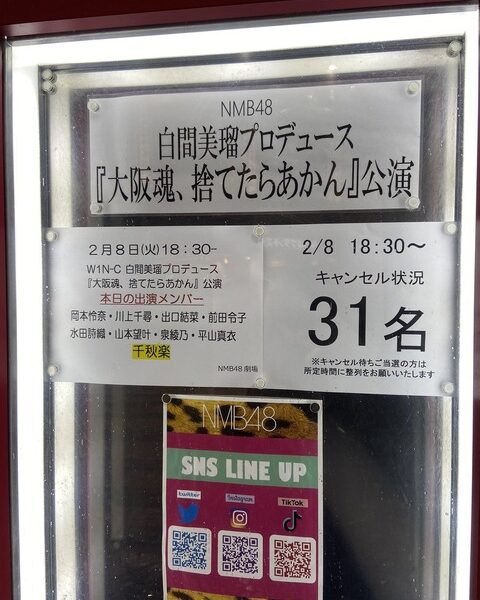 NMB48
白間美瑠プロデュース
『大阪魂、捨てたらあかん』公演
2月8日(火)18:30-
W1N-C 白間美瑠プロデュース
『大阪魂、捨てたらあかん』公演
本日の出演メンバー
岡本怜奈・川上千尋・出口結菜・前田令子
水田詩織・山本望叶・泉綾乃・平山真衣
千秋楽
NMB48 劇場
2/8 18:30～
キャンセル状況
31名
※キャンセル待ちご当選の方は
所定時間に整列をお願いいたします
NMB48
SNS LINE UP
twitter
Instagram
TikTok